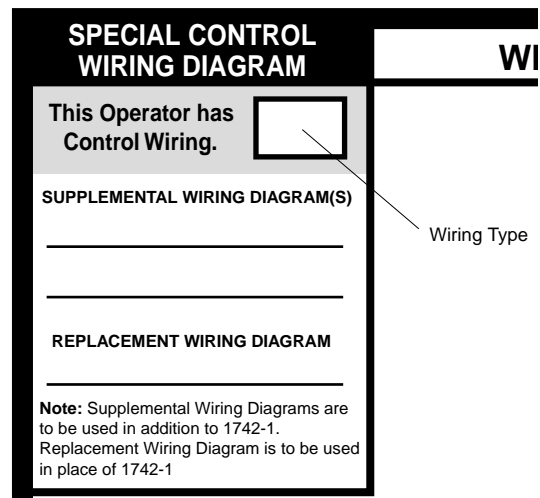 SPECIAL CONTROL
WIRING DIAGRAM
This Operator has
Control Wiring.
SUPPLEMENTAL WIRING DIAGRAM(S)
Wiring Type
REPLACEMENT WIRING DIAGRAM
Note: Supplemental Wiring Diagrams are
to be used in addition to 1742-1.
Replacement Wiring Diagram is to be used
in place of 1742-1